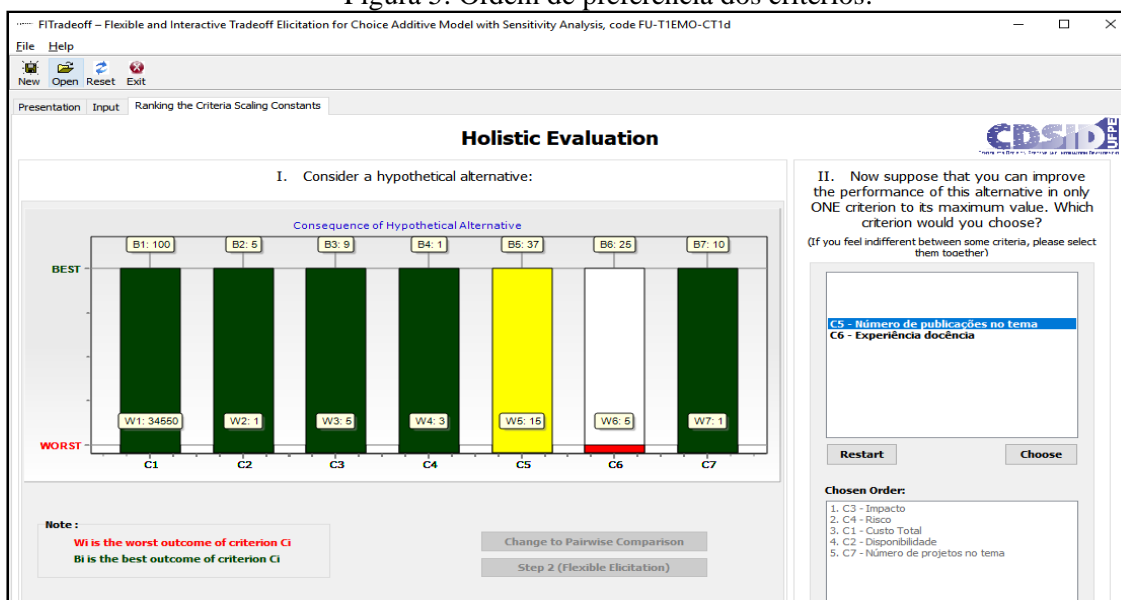 Figura 3: Ordem de preferência dos critérios.
FITradeoff – Flexible and Interactive Tradeoff Elicitation for Choice Additive Model with Sensitivity Analysis, code FU-T1EMO-CT1d
File Help
New Open Reset Exit
Presentation Input Ranking the Criteria Scaling Constants
Holistic Evaluation
CDSID UFPE
I. Consider a hypothetical alternative:
Consequence of Hypothetical Alternative
B1: 100 B2: 5 B3: 9 B4: 1 B5: 37 B6: 25 B7: 10
BEST
W1: 34550 W2: 1 W3: 5 W4: 3 W5: 15 W6: 5 W7: 1
WORST
C1 C2 C3 C4 C5 C6 C7
Note :
Wi is the worst outcome of criterion Ci
Bi is the best outcome of criterion Ci
Change to Pairwise Comparison
Step 2 (Flexible Elicitation)
II. Now suppose that you can improve
the performance of this alternative in only
ONE criterion to its maximum value. Which
criterion would you choose?
(If you feel indifferent between some criteria, please select
them together)
C5 - Número de publicações no tema
C6 - Experiência docência
Restart Choose
Chosen Order:
1. C3 - Impacto
2. C4 - Risco
3. C1 - Custo Total
4. C2 - Disponibilidade
5. C7 - Número de projetos no tema